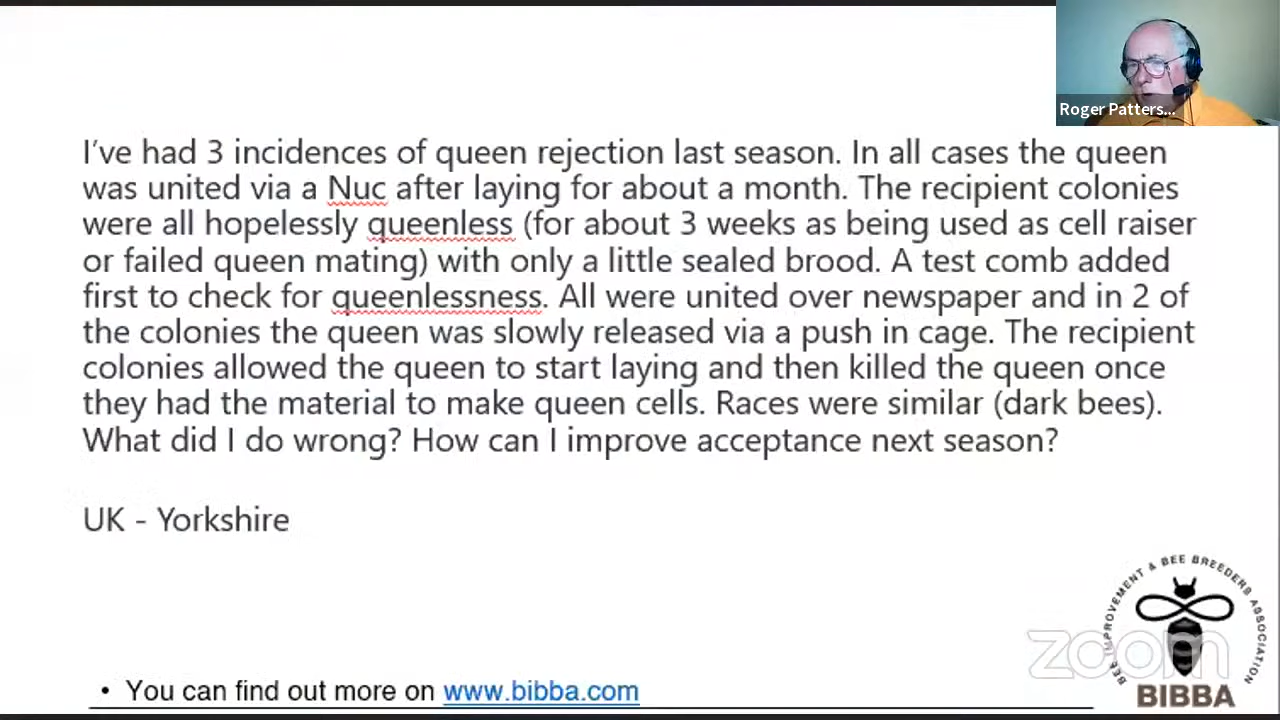 Roger Patters...
I've had 3 incidences of queen rejection last season. In all cases the queen
was united via a Nuc after laying for about a month. The recipient colonies
were all hopelessly queenless (for about 3 weeks as being used as cell raiser
or failed queen mating) with only a little sealed brood. A test comb added
first to check for queenlessness. All were united over newspaper and in 2 of
the colonies the queen was slowly released via a push in cage. The recipient
colonies allowed the queen to start laying and then killed the queen once
they had the material to make queen cells. Races were similar (dark bees).
What did I do wrong? How can I improve acceptance next season?
UK - Yorkshire
BEE IMPROVEMENT & BEE BREEDERS ASSOCIATION
zoom
BIBBA
• You can find out more on www.bibba.com